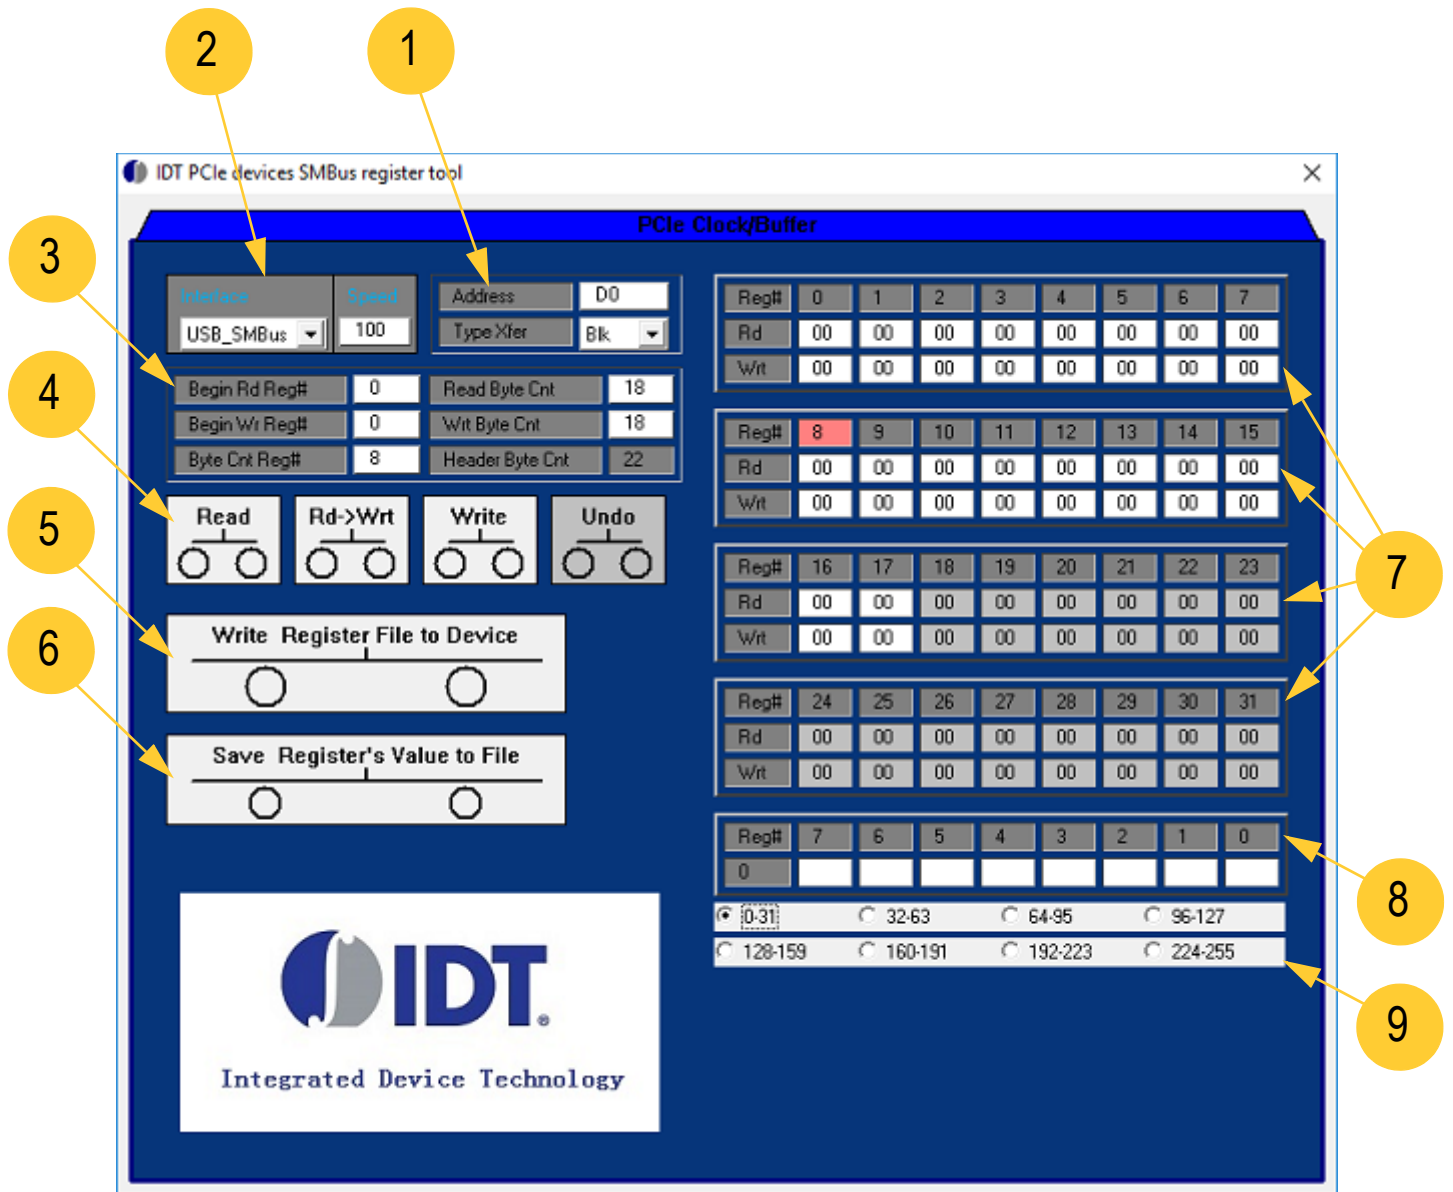 2 1
IDT PCIe devices SMBus register tool
PCIe Clock/Buffer
3
Interface Speed
USB_SMBus 100
Address D0
Type Xfer Blk
4
Begin Rd Reg# 0 Read Byte Cnt 18
Begin Wr Reg# 0 Wrt Byte Cnt 18
Byte Cnt Reg# 8 Header Byte Cnt 22
5
Read Rd->Wrt Write Undo
6
Write Register File to Device
Save Register's Value to File
IDT®
Integrated Device Technology
Reg# 0 1 2 3 4 5 6 7
Rd 00 00 00 00 00 00 00 00
Wrt 00 00 00 00 00 00 00 00
Reg# 8 9 10 11 12 13 14 15
Rd 00 00 00 00 00 00 00 00
Wrt 00 00 00 00 00 00 00 00
7
Reg# 16 17 18 19 20 21 22 23
Rd 00 00 00 00 00 00 00 00
Wrt 00 00 00 00 00 00 00 00
Reg# 24 25 26 27 28 29 30 31
Rd 00 00 00 00 00 00 00 00
Wrt 00 00 00 00 00 00 00 00
Reg# 7 6 5 4 3 2 1 0
0
8
0-31 32-63 64-95 96-127
128-159 160-191 192-223 224-255
9